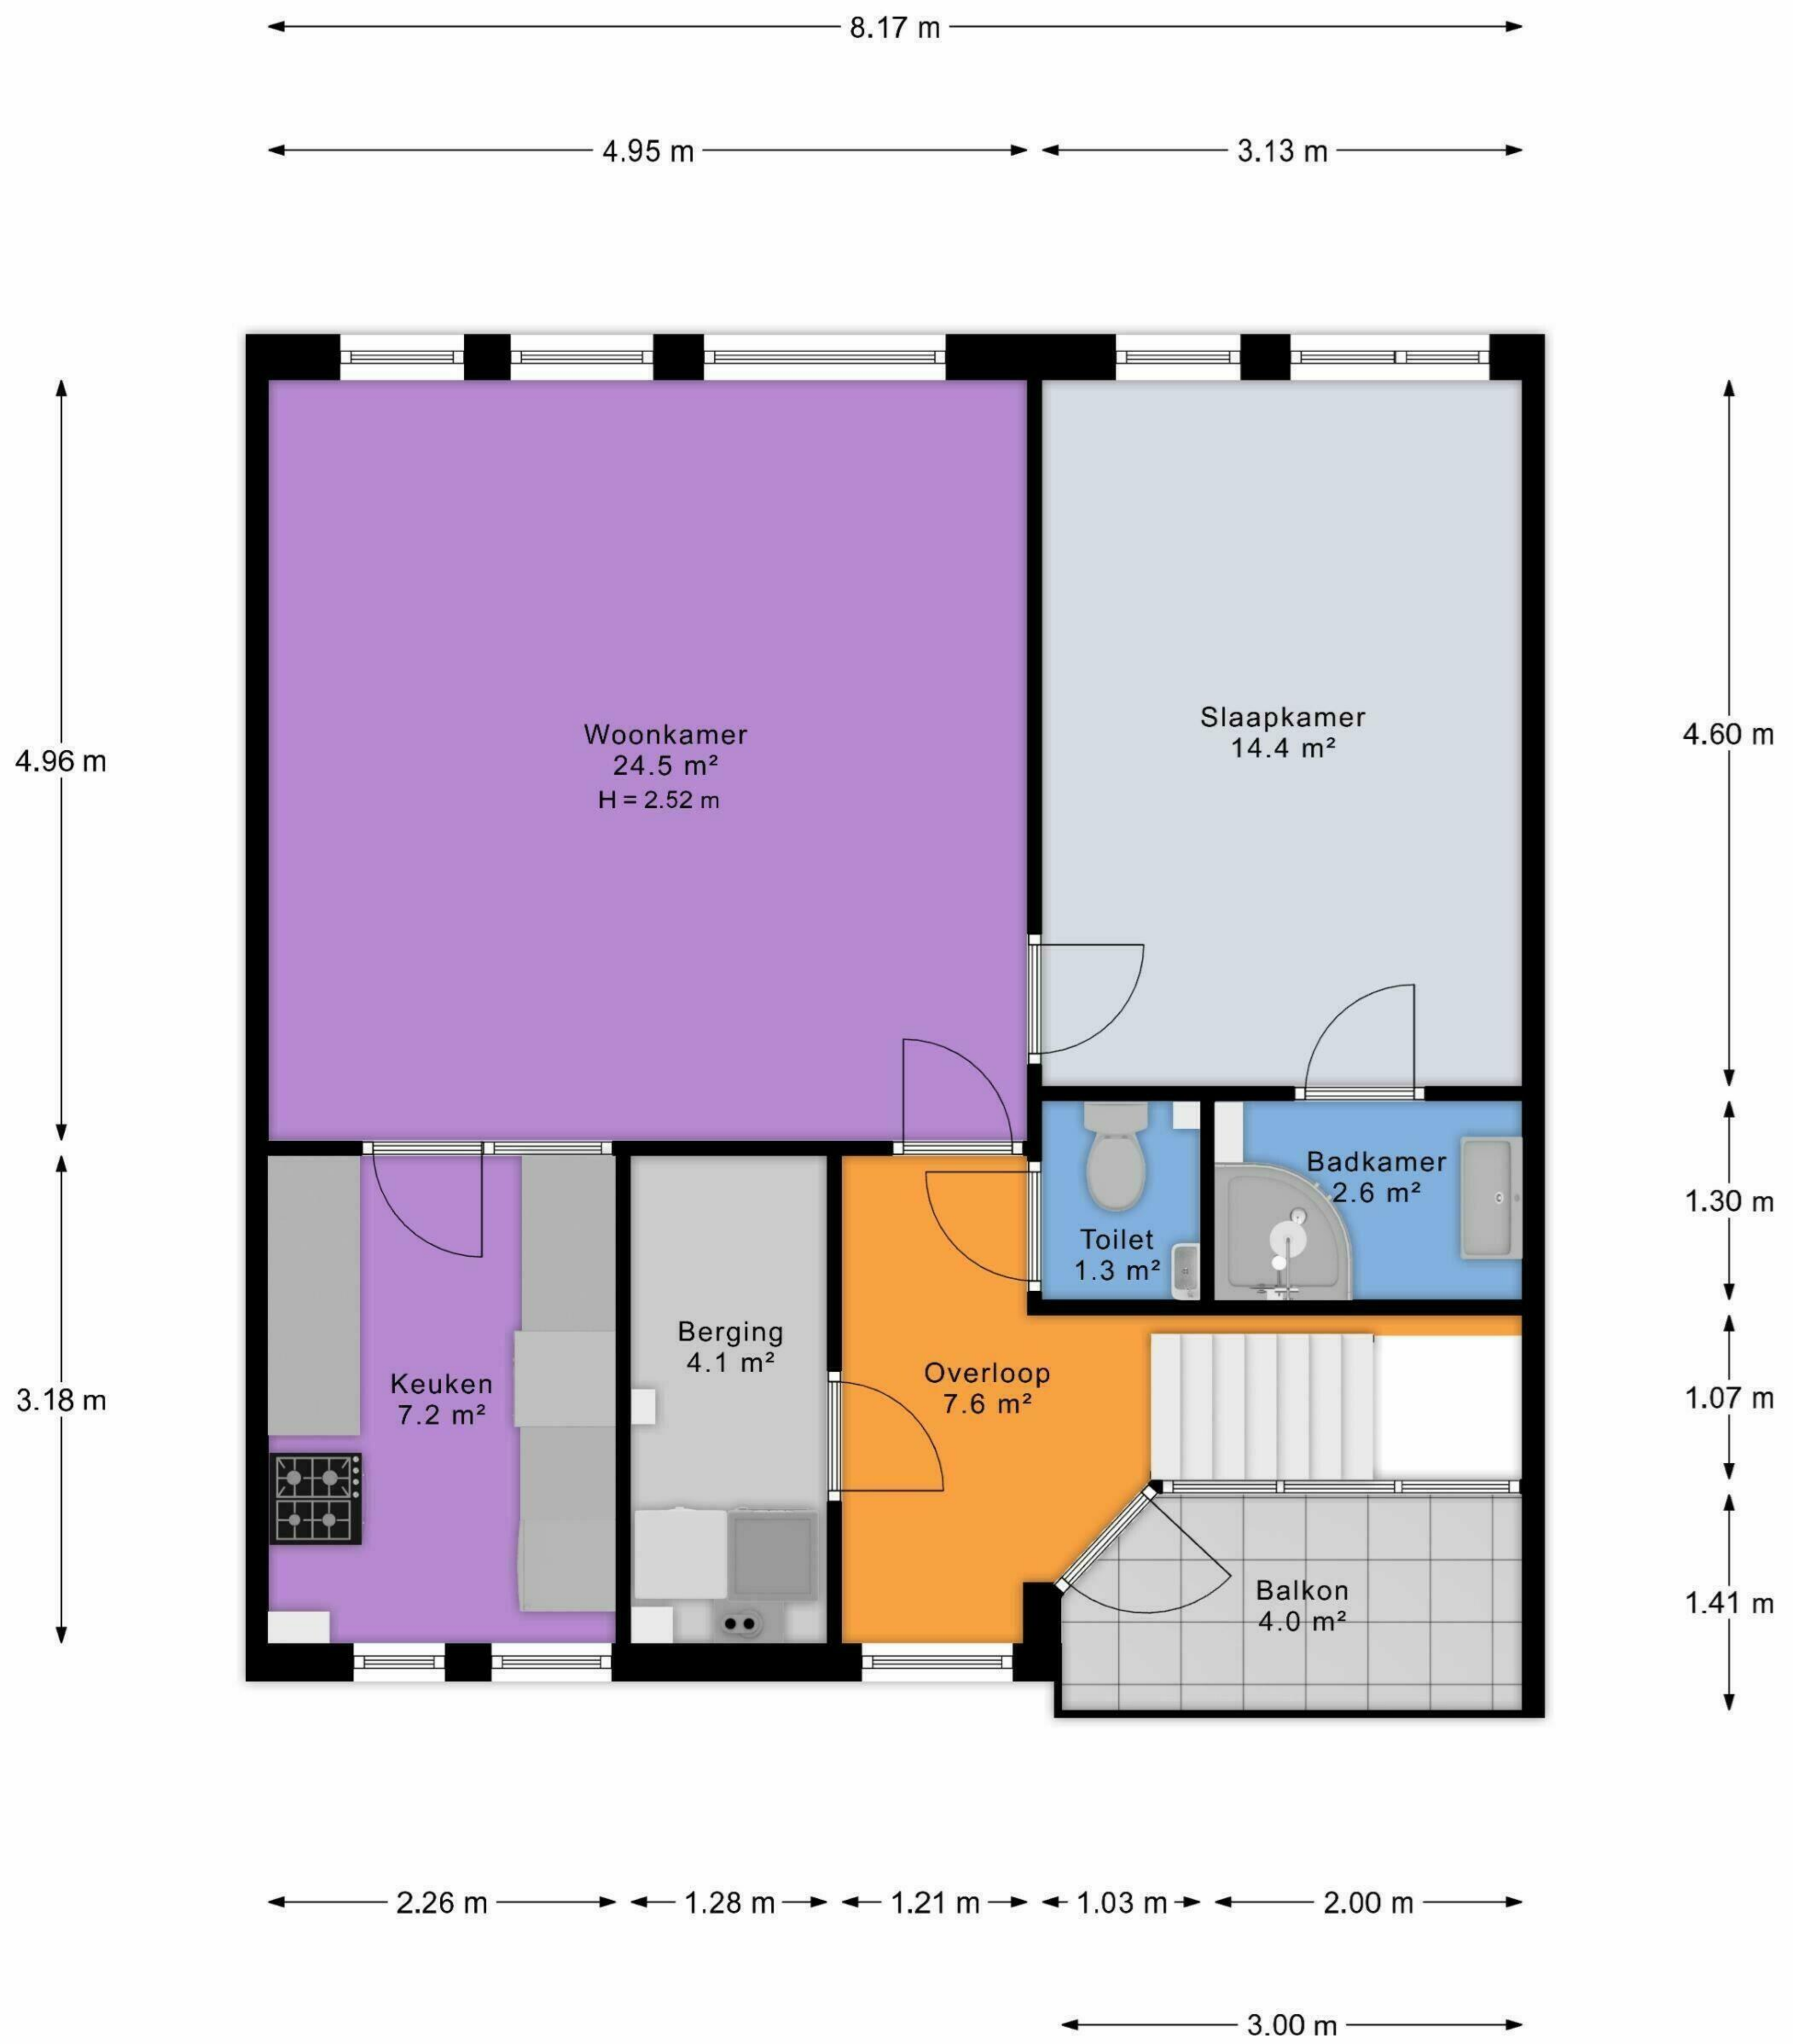 8.17 m
4.95 m
3.13 m
Woonkamer
24.5 m²
H = 2.52 m
Slaapkamer
14.4 m²
4.96 m
4.60 m
Badkamer
2.6 m²
Toilet
1.3 m²
1.30 m
Berging
4.1 m²
Keuken
7.2 m²
Overloop
7.6 m²
3.18 m
1.07 m
Balkon
4.0 m²
1.41 m
2.26 m
1.28 m
1.21 m
1.03 m
2.00 m
3.00 m